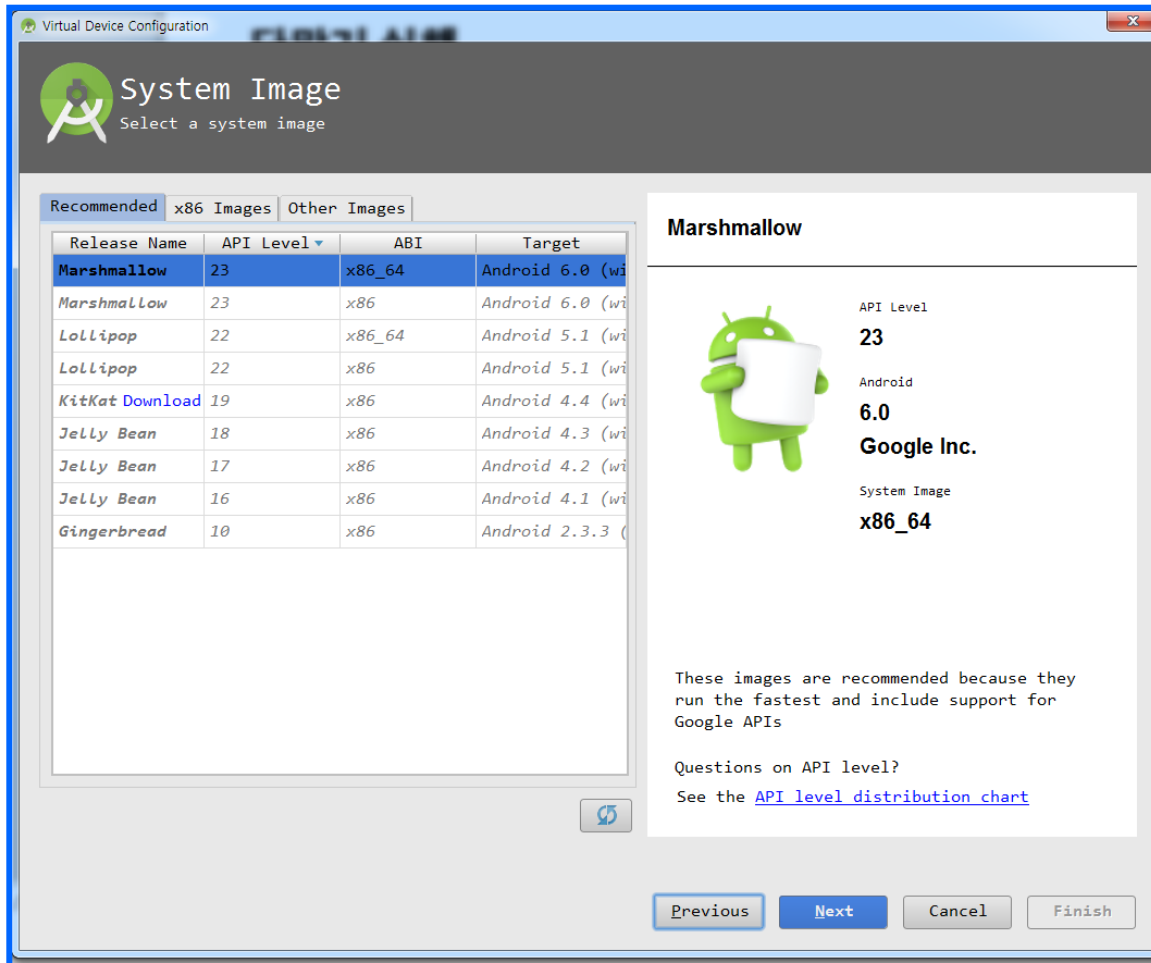 Virtual Device Configuration
System Image
Select a system image
Recommended x86 Images Other Images
Release Name API Level ABI Target
Marshmallow 23 x86_64 Android 6.0 (wi
Marshmallow 23 x86 Android 6.0 (wi
Lollipop 22 x86_64 Android 5.1 (wi
Lollipop 22 x86 Android 5.1 (wi
KitKat Download 19 x86 Android 4.4 (wi
Jelly Bean 18 x86 Android 4.3 (wi
Jelly Bean 17 x86 Android 4.2 (wi
Jelly Bean 16 x86 Android 4.1 (wi
Gingerbread 10 x86 Android 2.3.3 (
Marshmallow
API Level
23
Android
6.0
Google Inc.
System Image
x86_64
These images are recommended because they
run the fastest and include support for
Google APIs
Questions on API level?
See the API level distribution chart
Previous Next Cancel Finish